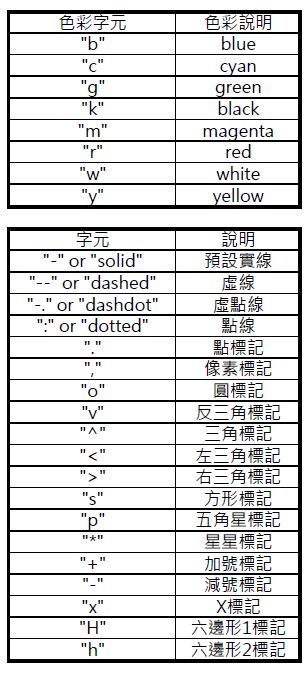 色彩字元 色彩說明
"b" blue
"c" cyan
"g" green
"k" black
"m" magenta
"r" red
"w" white
"y" yellow
字元 說明
"-" or "solid" 預設實線
"--" or "dashed" 虛線
"-." or "dashdot" 虛點線
":" or "dotted" 點線
"." 點標記
"," 像素標記
"o" 圓標記
"v" 反三角標記
"^" 三角標記
"<" 左三角標記
">" 右三角標記
"s" 方形標記
"p" 五角星標記
"*" 星星標記
"+" 加號標記
"-" 減號標記
"x" X標記
"H" 六邊形1標記
"h" 六邊形2標記